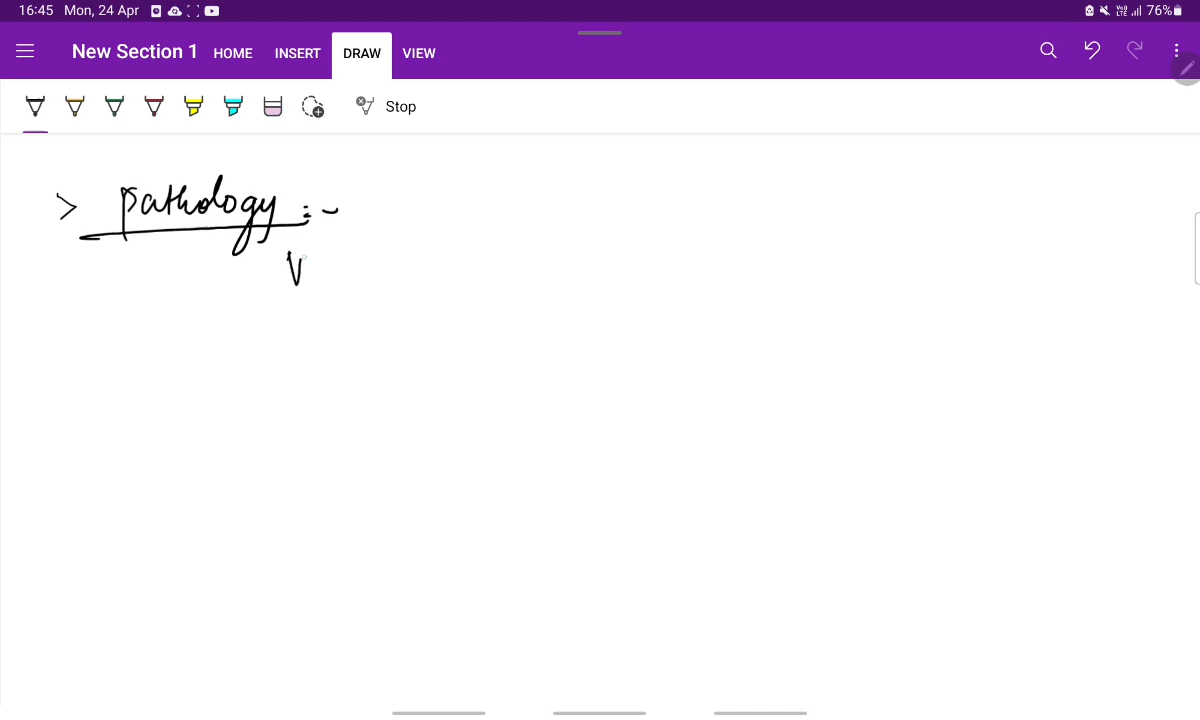 16:45 Mon, 24 Apr 76%
New Section 1 HOME INSERT DRAW VIEW
Stop
> pathology :-
V